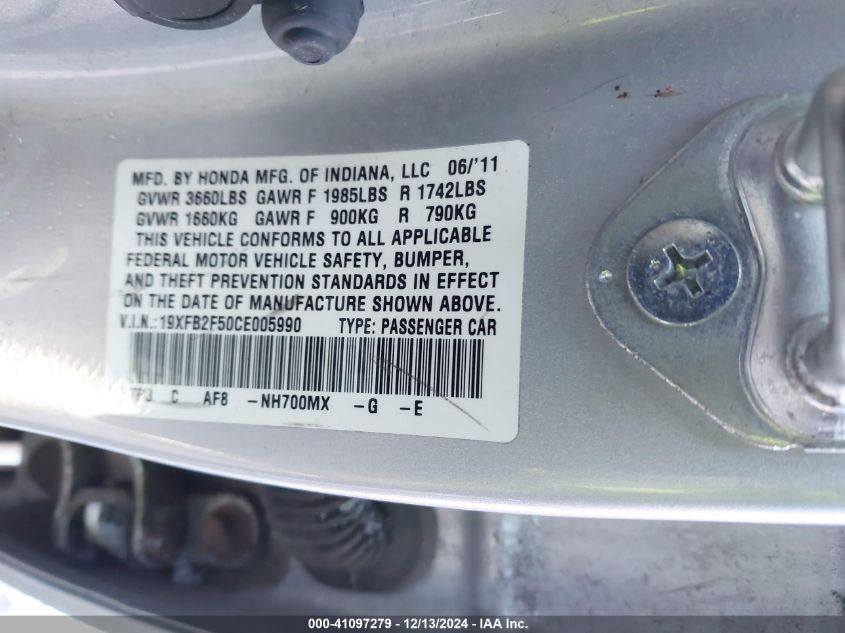 MFD. BY HONDA MFG. OF INDIANA, LLC 06/'11
GVWR 3660LBS GAWR F 1985LBS R 1742LBS
GVWR 1660KG GAWR F 900KG R 790KG
THIS VEHICLE CONFORMS TO ALL APPLICABLE
FEDERAL MOTOR VEHICLE SAFETY, BUMPER,
AND THEFT PREVENTION STANDARDS IN EFFECT
ON THE DATE OF MANUFACTURE SHOWN ABOVE.
V.I.N.:19XFB2F50CE005990 TYPE: PASSENGER CAR
C AF8 -NH700MX -G -E
000-41097279 - 12/13/2024 - IAA Inc.